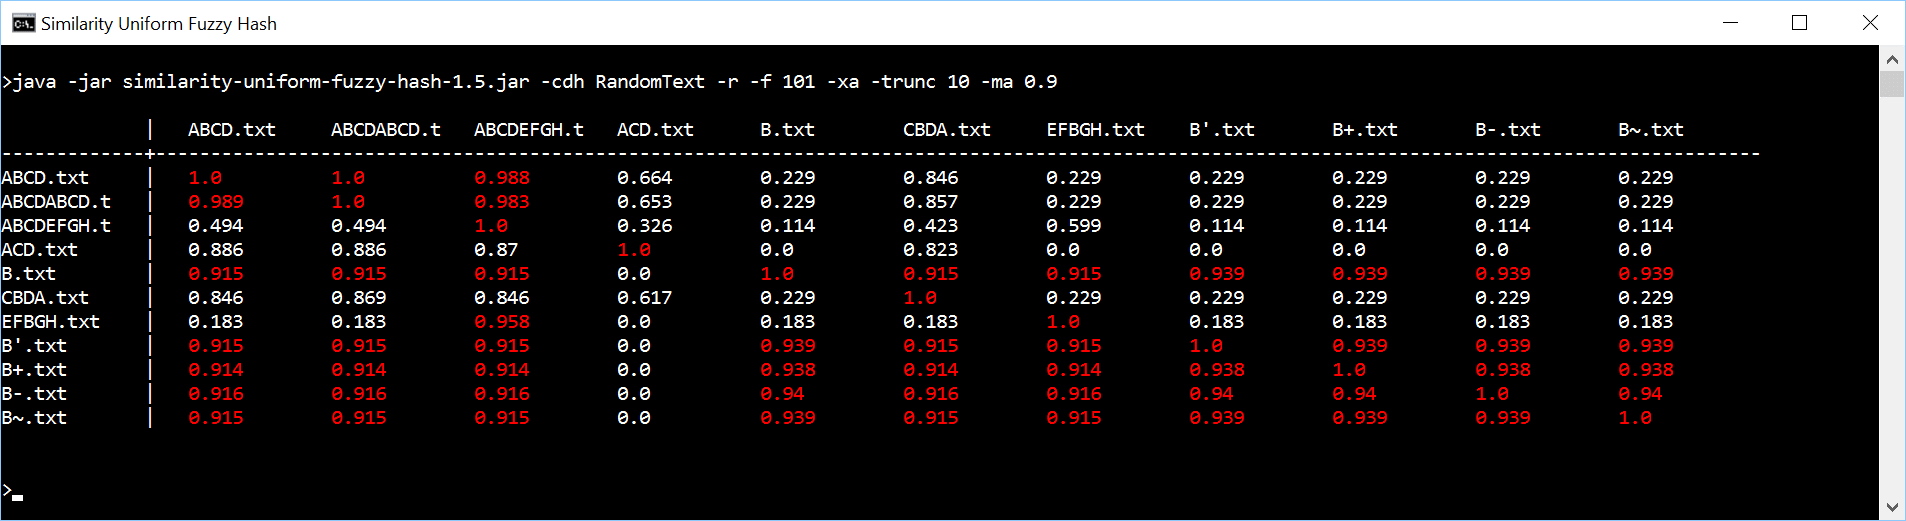 Similarity Uniform Fuzzy Hash
>java -jar similarity-uniform-fuzzy-hash-1.5.jar -cdh RandomText -r -f 101 -xa -trunc 10 -ma 0.9
| ABCD.txt ABCDABCD.t ABCDEFGH.t ACD.txt B.txt CBDA.txt EFBGH.txt B'.txt B+.txt B-.txt B~.txt
-------------+--------------------------------------------------------------------------------------------------------------------------------------------------
ABCD.txt | 1.0 1.0 0.988 0.664 0.229 0.846 0.229 0.229 0.229 0.229 0.229
ABCDABCD.t | 0.989 1.0 0.983 0.653 0.229 0.857 0.229 0.229 0.229 0.229 0.229
ABCDEFGH.t | 0.494 0.494 1.0 0.326 0.114 0.423 0.599 0.114 0.114 0.114 0.114
ACD.txt | 0.886 0.886 0.87 1.0 0.0 0.823 0.0 0.0 0.0 0.0 0.0
B.txt | 0.915 0.915 0.915 0.0 1.0 0.915 0.915 0.939 0.939 0.939 0.939
CBDA.txt | 0.846 0.869 0.846 0.617 0.229 1.0 0.229 0.229 0.229 0.229 0.229
EFBGH.txt | 0.183 0.183 0.958 0.0 0.183 0.183 1.0 0.183 0.183 0.183 0.183
B'.txt | 0.915 0.915 0.915 0.0 0.939 0.915 0.915 1.0 0.939 0.939 0.939
B+.txt | 0.914 0.914 0.914 0.0 0.938 0.914 0.914 0.938 1.0 0.938 0.938
B-.txt | 0.916 0.916 0.916 0.0 0.94 0.916 0.916 0.94 0.94 1.0 0.94
B~.txt | 0.915 0.915 0.915 0.0 0.939 0.915 0.915 0.939 0.939 0.939 1.0
>